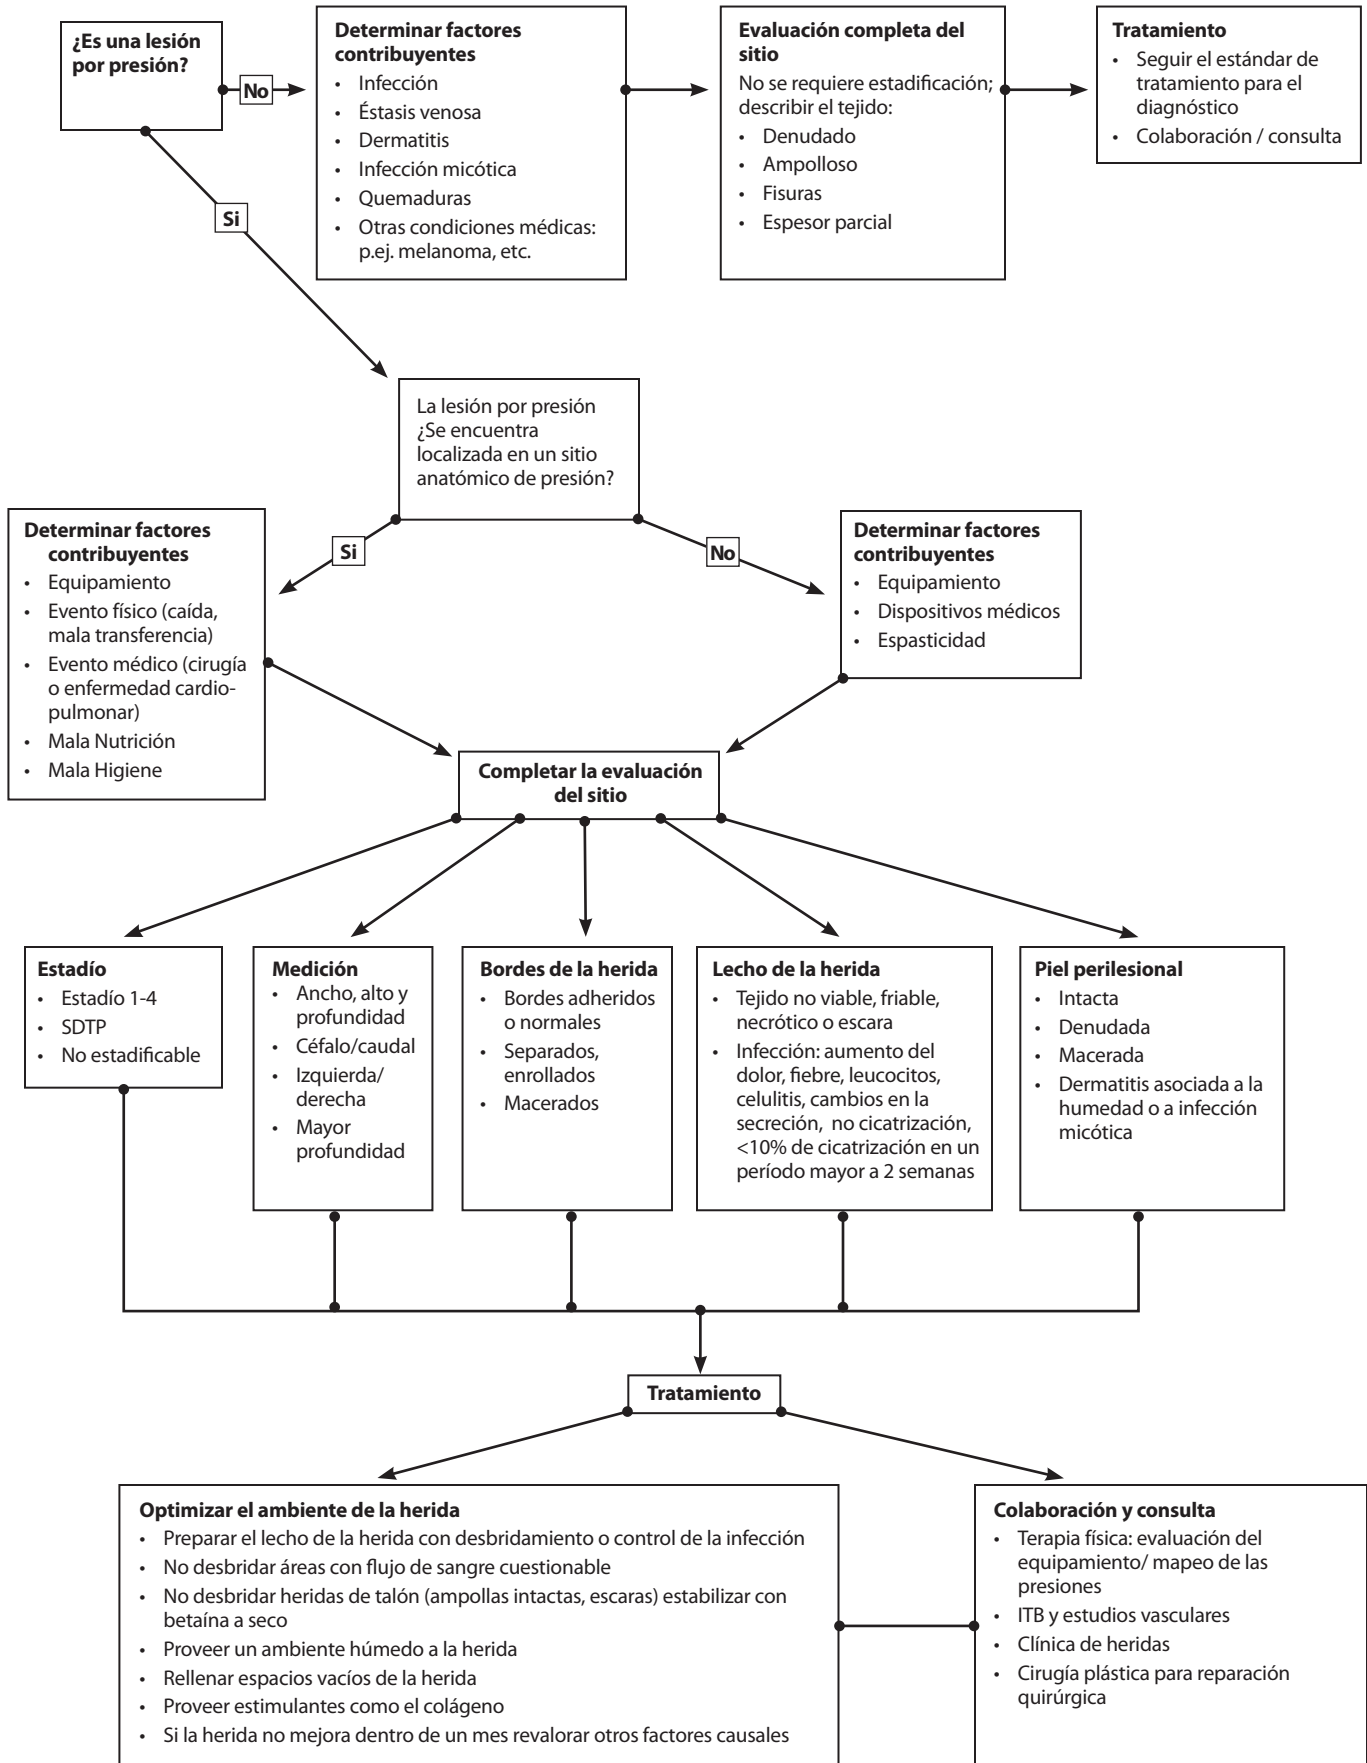 ¿Es una lesión
por presión?
No
Determinar factores
contribuyentes
• Infección
• Éstasis venosa
• Dermatitis
• Infección micótica
• Quemaduras
• Otras condiciones médicas:
p.ej. melanoma, etc.
Evaluación completa del
sitio
No se requiere estadificación;
describir el tejido:
• Denudado
• Ampolloso
• Fisuras
• Espesor parcial
Tratamiento
• Seguir el estándar de
tratamiento para el
diagnóstico
• Colaboración / consulta
Si
La lesión por presión
¿Se encuentra
localizada en un sitio
anatómico de presión?
Si
No
Determinar factores
contribuyentes
• Equipamiento
• Evento físico (caída,
mala transferencia)
• Evento médico (cirugía
o enfermedad cardio-
pulmonar)
• Mala Nutrición
• Mala Higiene
Determinar factores
contribuyentes
• Equipamiento
• Dispositivos médicos
• Espasticidad
Completar la evaluación
del sitio
Estadío
• Estadío 1-4
• SDTP
• No estadificable
Medición
• Ancho, alto y
profundidad
• Céfalo/caudal
• Izquierda/
derecha
• Mayor
profundidad
Bordes de la herida
• Bordes adheridos
o normales
• Separados,
enrollados
• Macerados
Lecho de la herida
• Tejido no viable, friable,
necrótico o escara
• Infección: aumento del
dolor, fiebre, leucocitos,
celulitis, cambios en la
secreción, no cicatrización,
<10% de cicatrización en un
período mayor a 2 semanas
Piel perilesional
• Intacta
• Denudada
• Macerada
• Dermatitis asociada a la
humedad o a infección
micótica
Tratamiento
Optimizar el ambiente de la herida
• Preparar el lecho de la herida con desbridamiento o control de la infección
• No desbridar áreas con flujo de sangre cuestionable
• No desbridar heridas de talón (ampollas intactas, escaras) estabilizar con
betaína a seco
• Proveer un ambiente húmedo a la herida
• Rellenar espacios vacíos de la herida
• Proveer estimulantes como el colágeno
• Si la herida no mejora dentro de un mes revalorar otros factores causales
Colaboración y consulta
• Terapia física: evaluación del
equipamiento/ mapeo de las
presiones
• ITB y estudios vasculares
• Clínica de heridas
• Cirugía plástica para reparación
quirúrgica